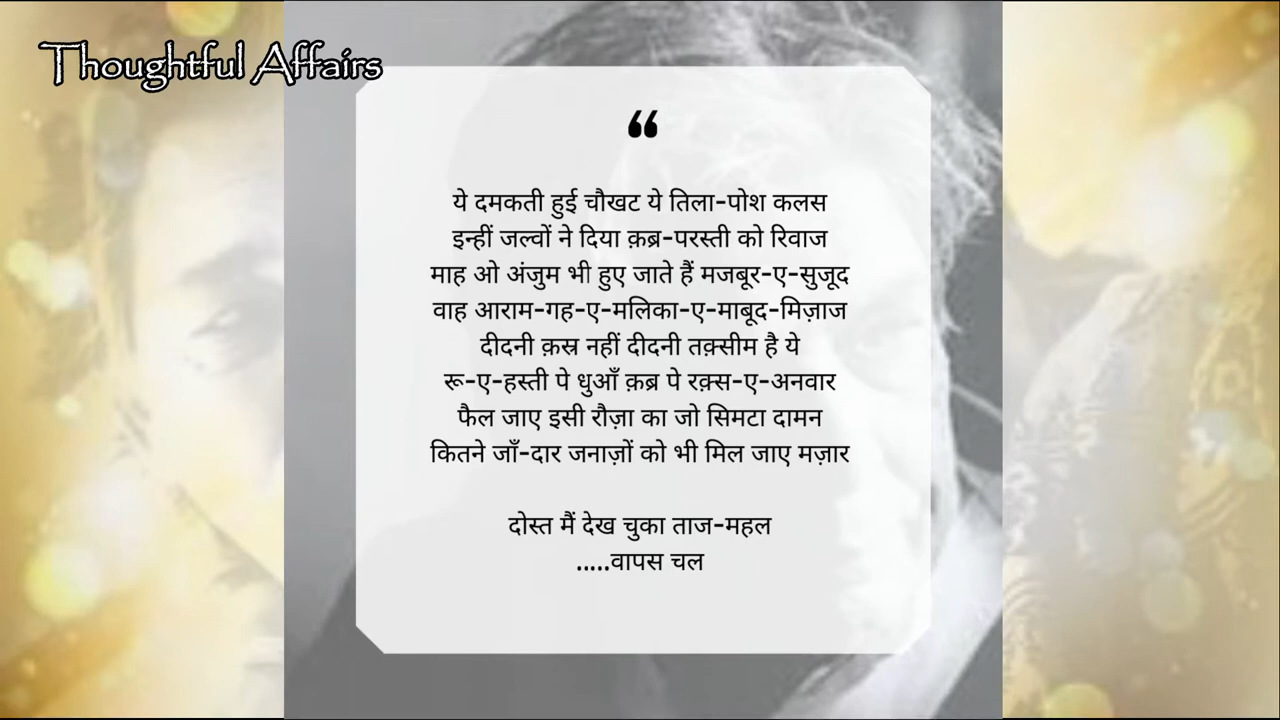 Thoughtful Affairs
❝
ये दमकती हुई चौखट ये तिला-पोश कलस
इन्हीं जल्वों ने दिया क़ब्र-परस्ती को रिवाज
माह ओ अंजुम भी हुए जाते हैं मजबूर-ए-सुजूद
वाह आराम-गह-ए-मलिका-ए-माबूद-मिज़ाज
दीदनी क़स्र नहीं दीदनी तक़्सीम है ये
रू-ए-हस्ती पे धुआँ क़ब्र पे रक़्स-ए-अनवार
फैल जाए इसी रौज़ा का जो सिमटा दामन
कितने जाँ-दार जनाज़ों को भी मिल जाए मज़ार
दोस्त मैं देख चुका ताज-महल
.....वापस चल